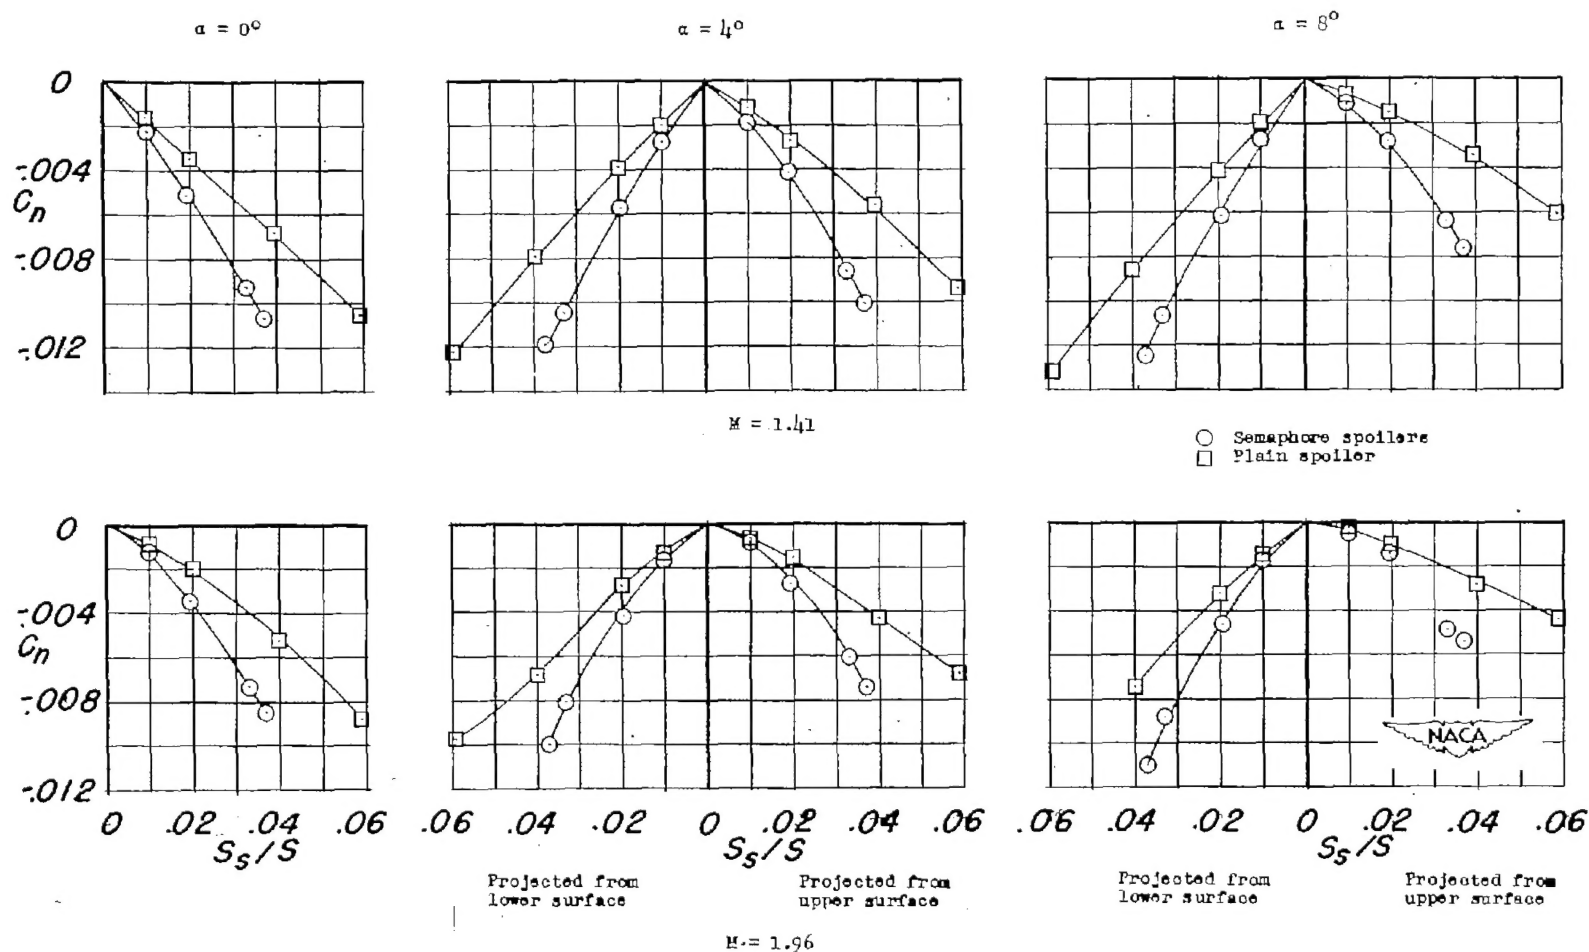 α = 0° α = 4° α = 8°
0
-.004
Cn
-.008
-.012
M = 1.41
Semaphore spoilers
Plain spoiler
0
-.004
Cn
-.008
-.012
0 .02 .04 .06 .06 .04 .02 0 .02 .04 .06 .06 .04 .02 0 .02 .04 .06
Ss/S Ss/S Ss/S
NACA
Projected from lower surface
Projected from upper surface
Projected from lower surface
Projected from upper surface
M = 1.96